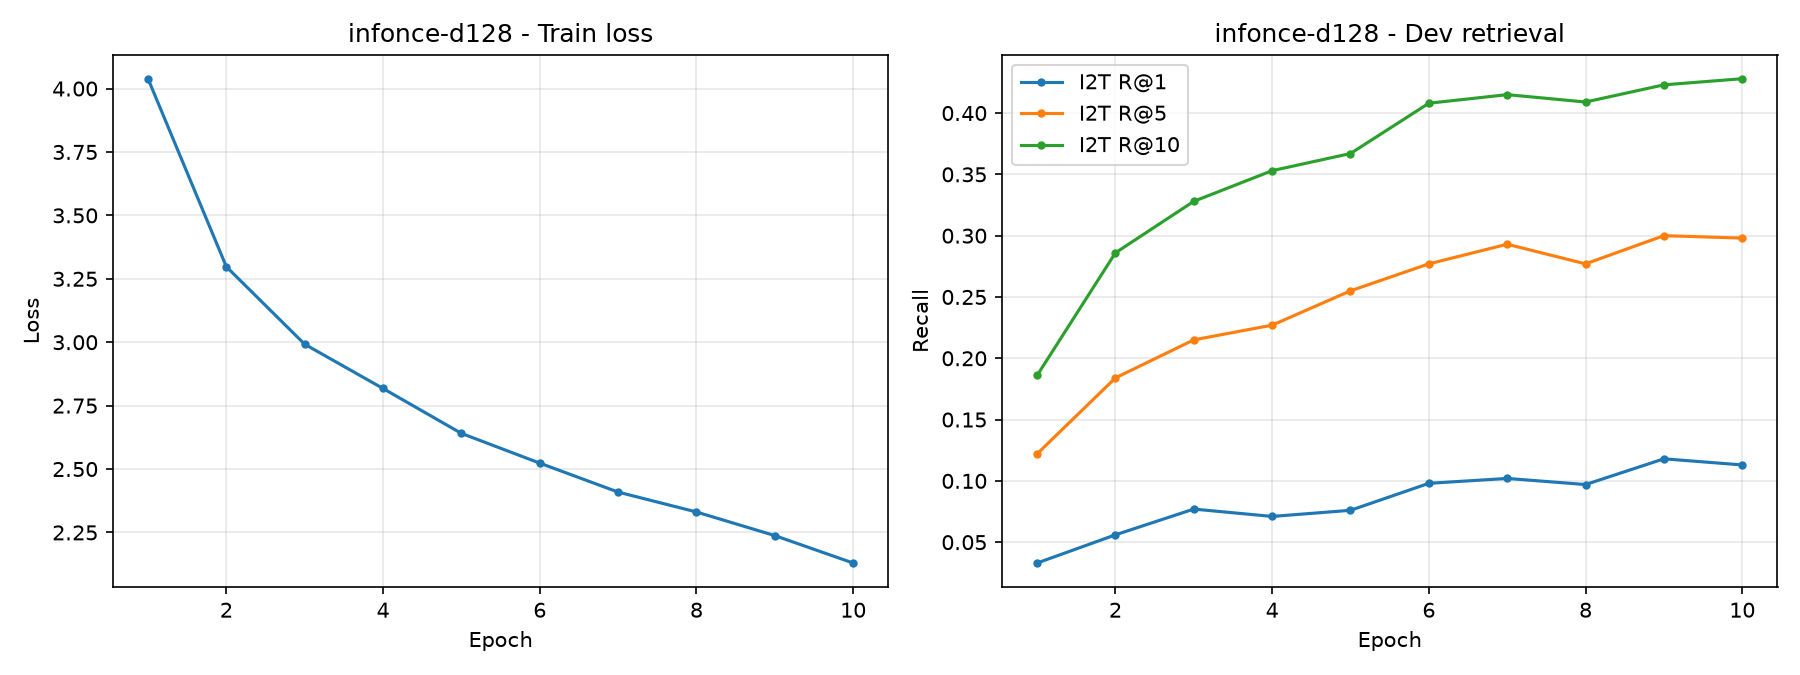 infonce-d128 - Train loss
4.00
3.75
3.50
3.25
3.00
2.75
2.50
2.25
Loss
2 4 6 8 10
Epoch
infonce-d128 - Dev retrieval
I2T R@1
I2T R@5
I2T R@10
0.40
0.35
0.30
0.25
0.20
0.15
0.10
0.05
Recall
2 4 6 8 10
Epoch